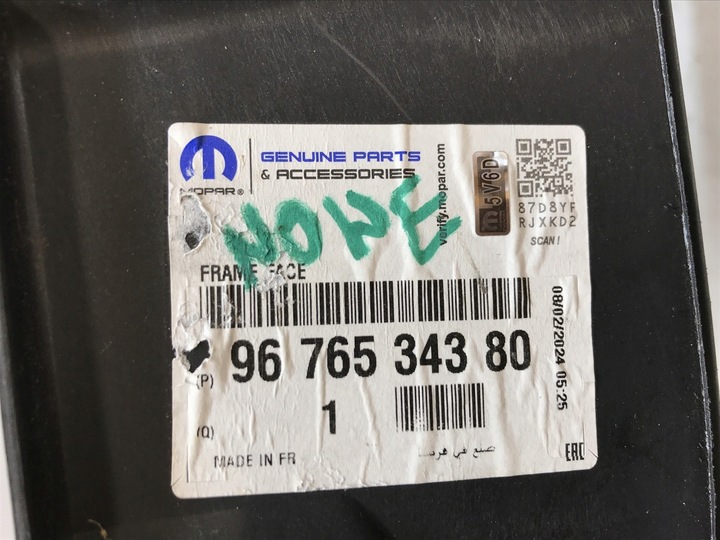 MOPAR®
GENUINE PARTS
& ACCESSORIES
verify.mopar.com
5V6D
87D8YF
RJXKD2
SCAN!
NOWE
FRAME FACE
(P) 96 765 343 80
(Q) 1
08/02/2024 05:25
MADE IN FR
صنع في فرنسا
EAC